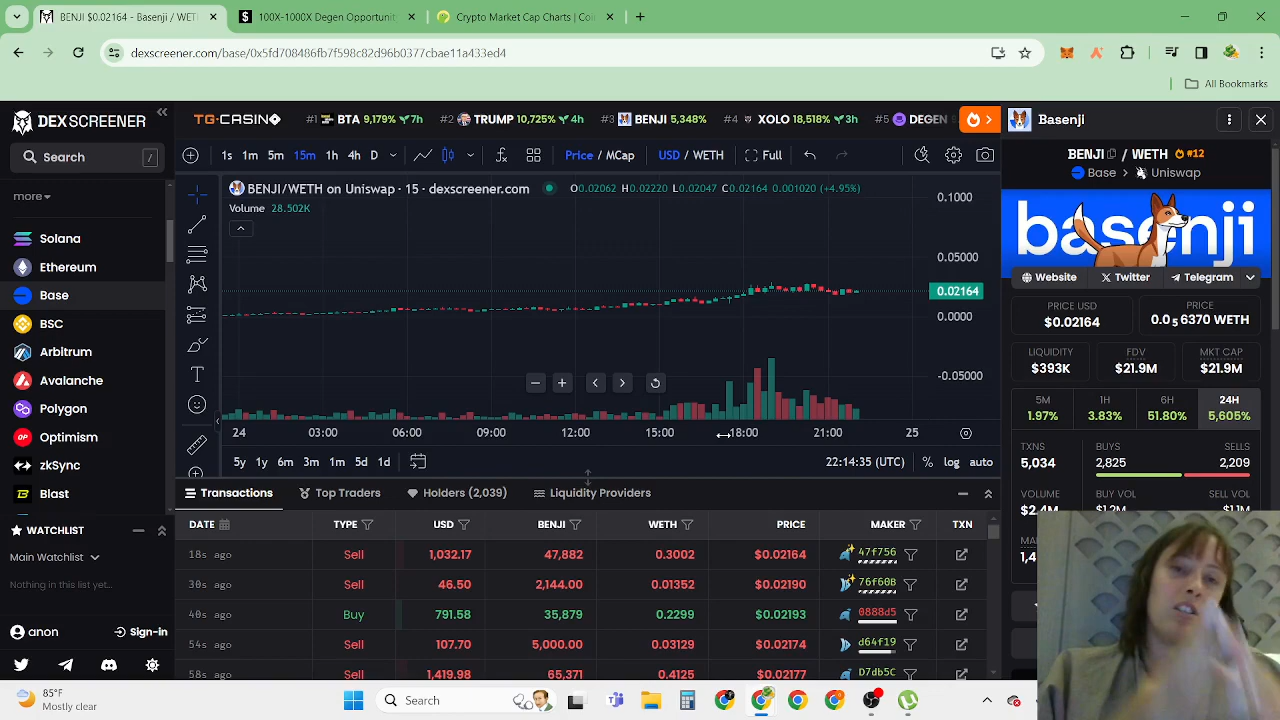 BENJI $0.02164 - Basenji / WETH
100X-1000X Degen Opportunit
Crypto Market Cap Charts | Coi
dexscreener.com/base/0x5fd708486fb7f598c82d96b0377cbae11a433ed4
All Bookmarks
DEXSCREENER
Search /
more
Solana
Ethereum
Base
BSC
Arbitrum
Avalanche
Polygon
Optimism
zkSync
Blast
WATCHLIST
Main Watchlist
Nothing in this list yet...
anon Sign-in
TG-CASINO #1 BTA 9,179% 7h #2 TRUMP 10,725% 4h #3 BENJI 5,348% #4 XOLO 18,518% 3h #5 DEGEN
1s 1m 5m 15m 1h 4h D Price / MCap USD / WETH Full
BENJI/WETH on Uniswap · 15 · dexscreener.com O0.02062 H0.02220 L0.02047 C0.02164 0.001020 (+4.95%)
Volume 28.502K
0.1000
0.05000
0.02164
0.0000
-0.05000
24 03:00 06:00 09:00 12:00 15:00 18:00 21:00 25
5y 1y 6m 3m 1m 5d 1d 22:14:35 (UTC) % log auto
Transactions Top Traders Holders (2,039) Liquidity Providers
DATE TYPE USD BENJI WETH PRICE MAKER TXN
18s ago Sell 1,032.17 47,882 0.3002 $0.02164 47f756
30s ago Sell 46.50 2,144.00 0.01352 $0.02190 76f60B
40s ago Buy 791.58 35,879 0.2299 $0.02193 0888d5
54s ago Sell 107.70 5,000.00 0.03129 $0.02174 d64f19
58s ago Sell 1,419.98 65,371 0.4125 $0.02177 D7db5C
Basenji
BENJI / WETH #12
Base > Uniswap
basenji
Website Twitter Telegram
PRICE USD
$0.02164
PRICE
0.0₅6370 WETH
LIQUIDITY
$393K
FDV
$21.9M
MKT CAP
$21.9M
5M
1.97%
1H
3.83%
6H
51.80%
24H
5,605%
TXNS
5,034
BUYS
2,825
SELLS
2,209
VOLUME
$2.4M
BUY VOL
$1.2M
SELL VOL
$1.1M
85°F
Mostly clear
Search